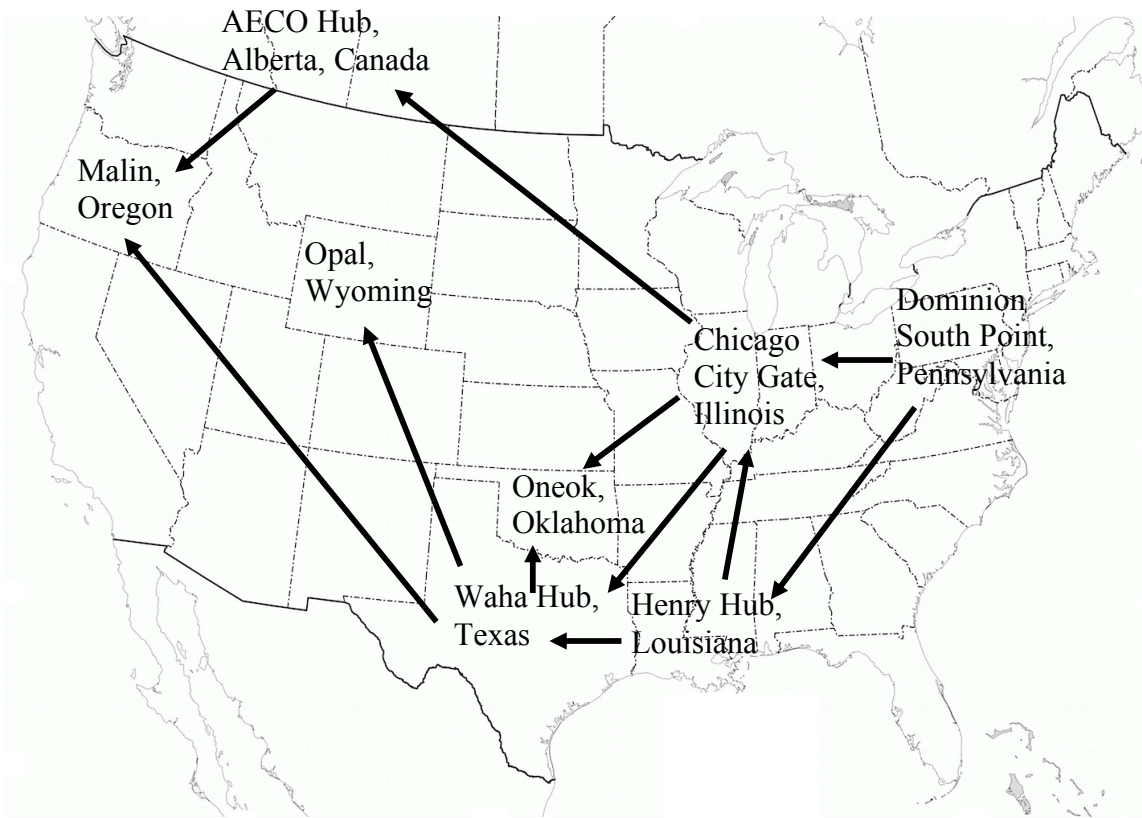 AECO Hub,
Alberta, Canada
Malin,
Oregon
Opal,
Wyoming
Dominion
South Point,
Pennsylvania
Chicago
City Gate,
Illinois
Oneok,
Oklahoma
Waha Hub,
Texas
Henry Hub,
Louisiana